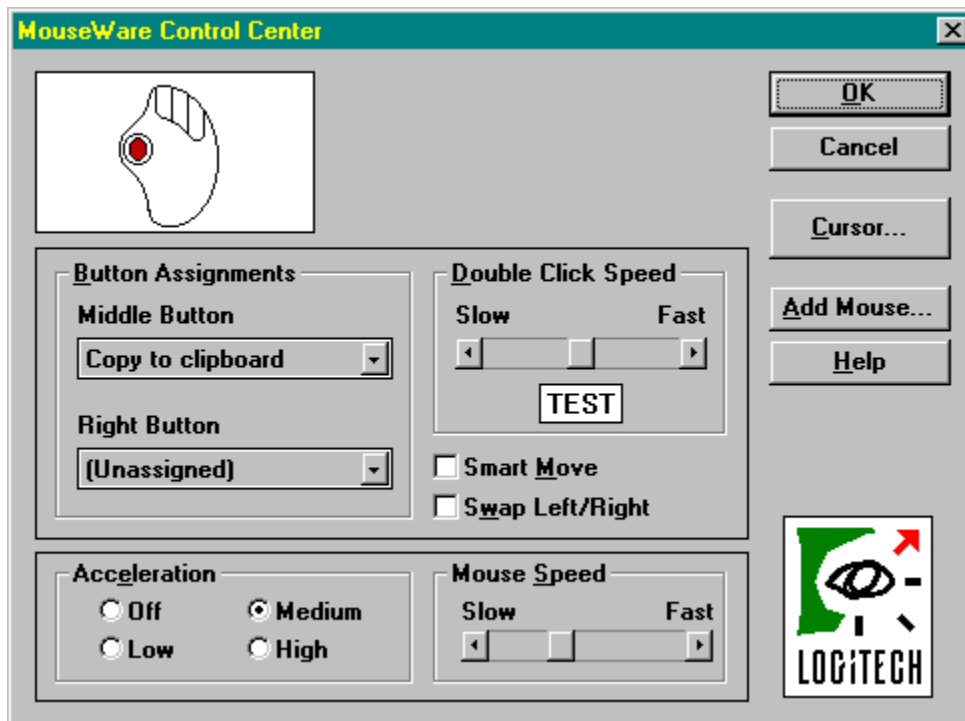 MouseWare Control Center
OK
Cancel
Cursor...
Add Mouse...
Help
Button Assignments
Middle Button
Copy to clipboard
Right Button
(Unassigned)
Double Click Speed
Slow Fast
TEST
Smart Move
Swap Left/Right
Acceleration
Off Medium
Low High
Mouse Speed
Slow Fast
LOGiTECH